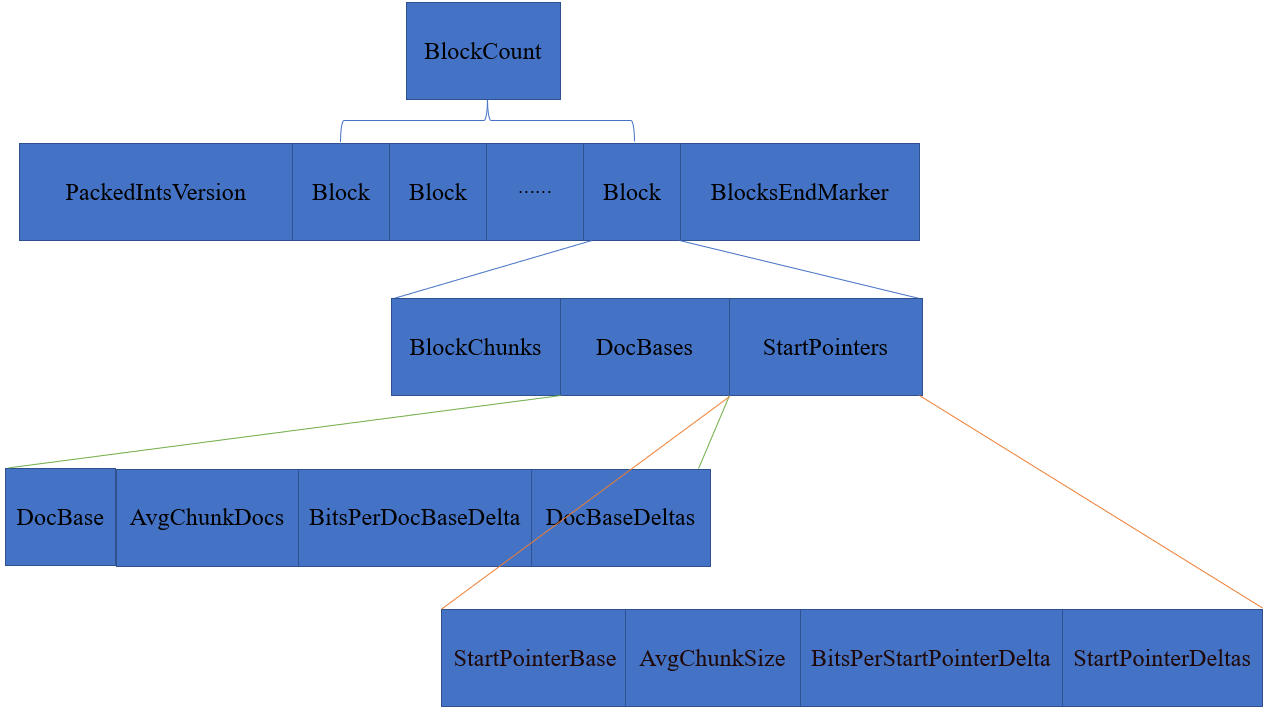 BlockCount
PackedIntsVersion Block Block ...... Block BlocksEndMarker
BlockChunks DocBases StartPointers
DocBase AvgChunkDocs BitsPerDocBaseDelta DocBaseDeltas
StartPointerBase AvgChunkSize BitsPerStartPointerDelta StartPointerDeltas